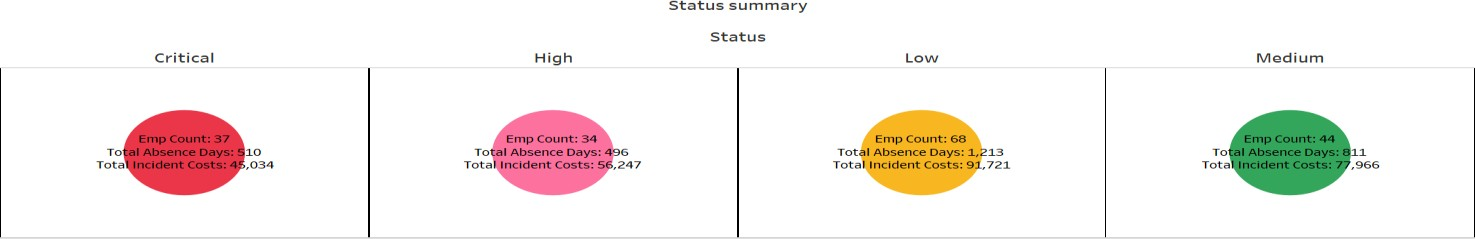 Status summary
Status
Critical
High
Low
Medium
Emp Count: 37
Total Absence Days: 510
Total Incident Costs: 45,034
Emp Count: 34
Total Absence Days: 496
Total Incident Costs: 56,247
Emp Count: 68
Total Absence Days: 1,213
Total Incident Costs: 91,721
Emp Count: 44
Total Absence Days: 811
Total Incident Costs: 77,966